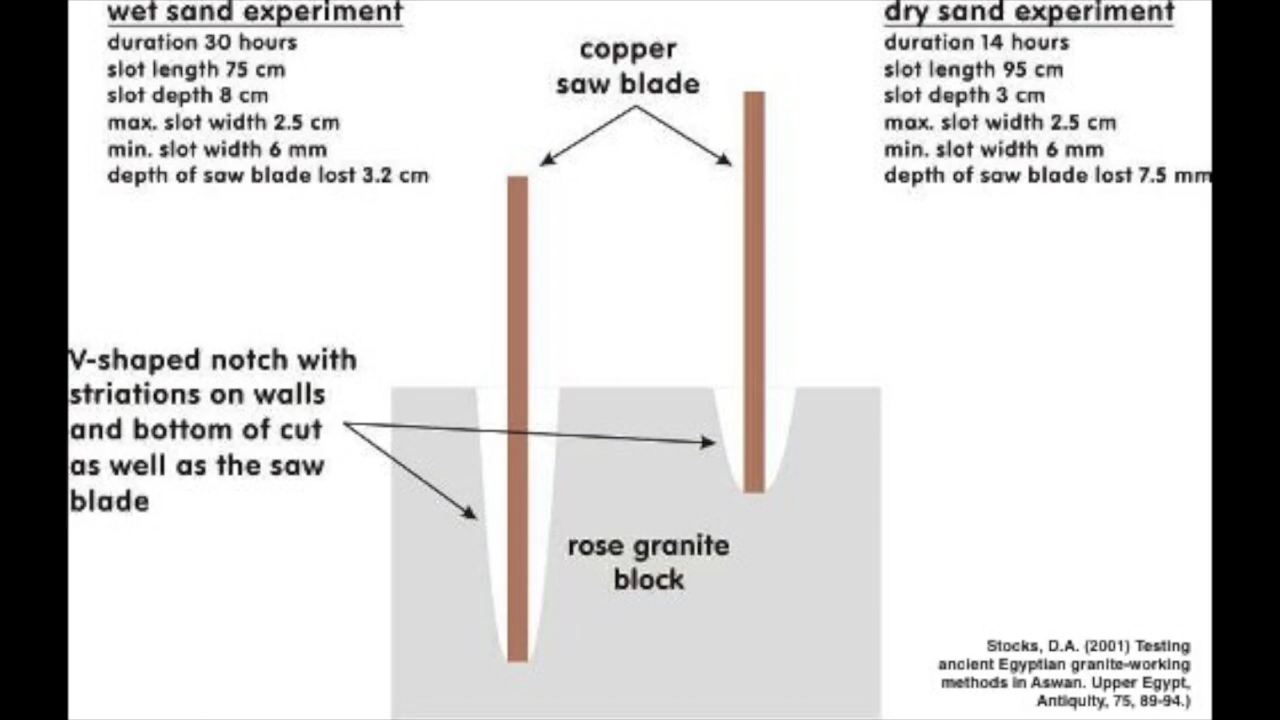 wet sand experiment
duration 30 hours
slot length 75 cm
slot depth 8 cm
max. slot width 2.5 cm
min. slot width 6 mm
depth of saw blade lost 3.2 cm
copper
saw blade
dry sand experiment
duration 14 hours
slot length 95 cm
slot depth 3 cm
max. slot width 2.5 cm
min. slot width 6 mm
depth of saw blade lost 7.5 mm
V-shaped notch with
striations on walls
and bottom of cut
as well as the saw
blade
rose granite
block
Stocks, D.A. (2001) Testing
ancient Egyptian granite-working
methods in Aswan. Upper Egypt,
Antiquity, 75, 89-94.)